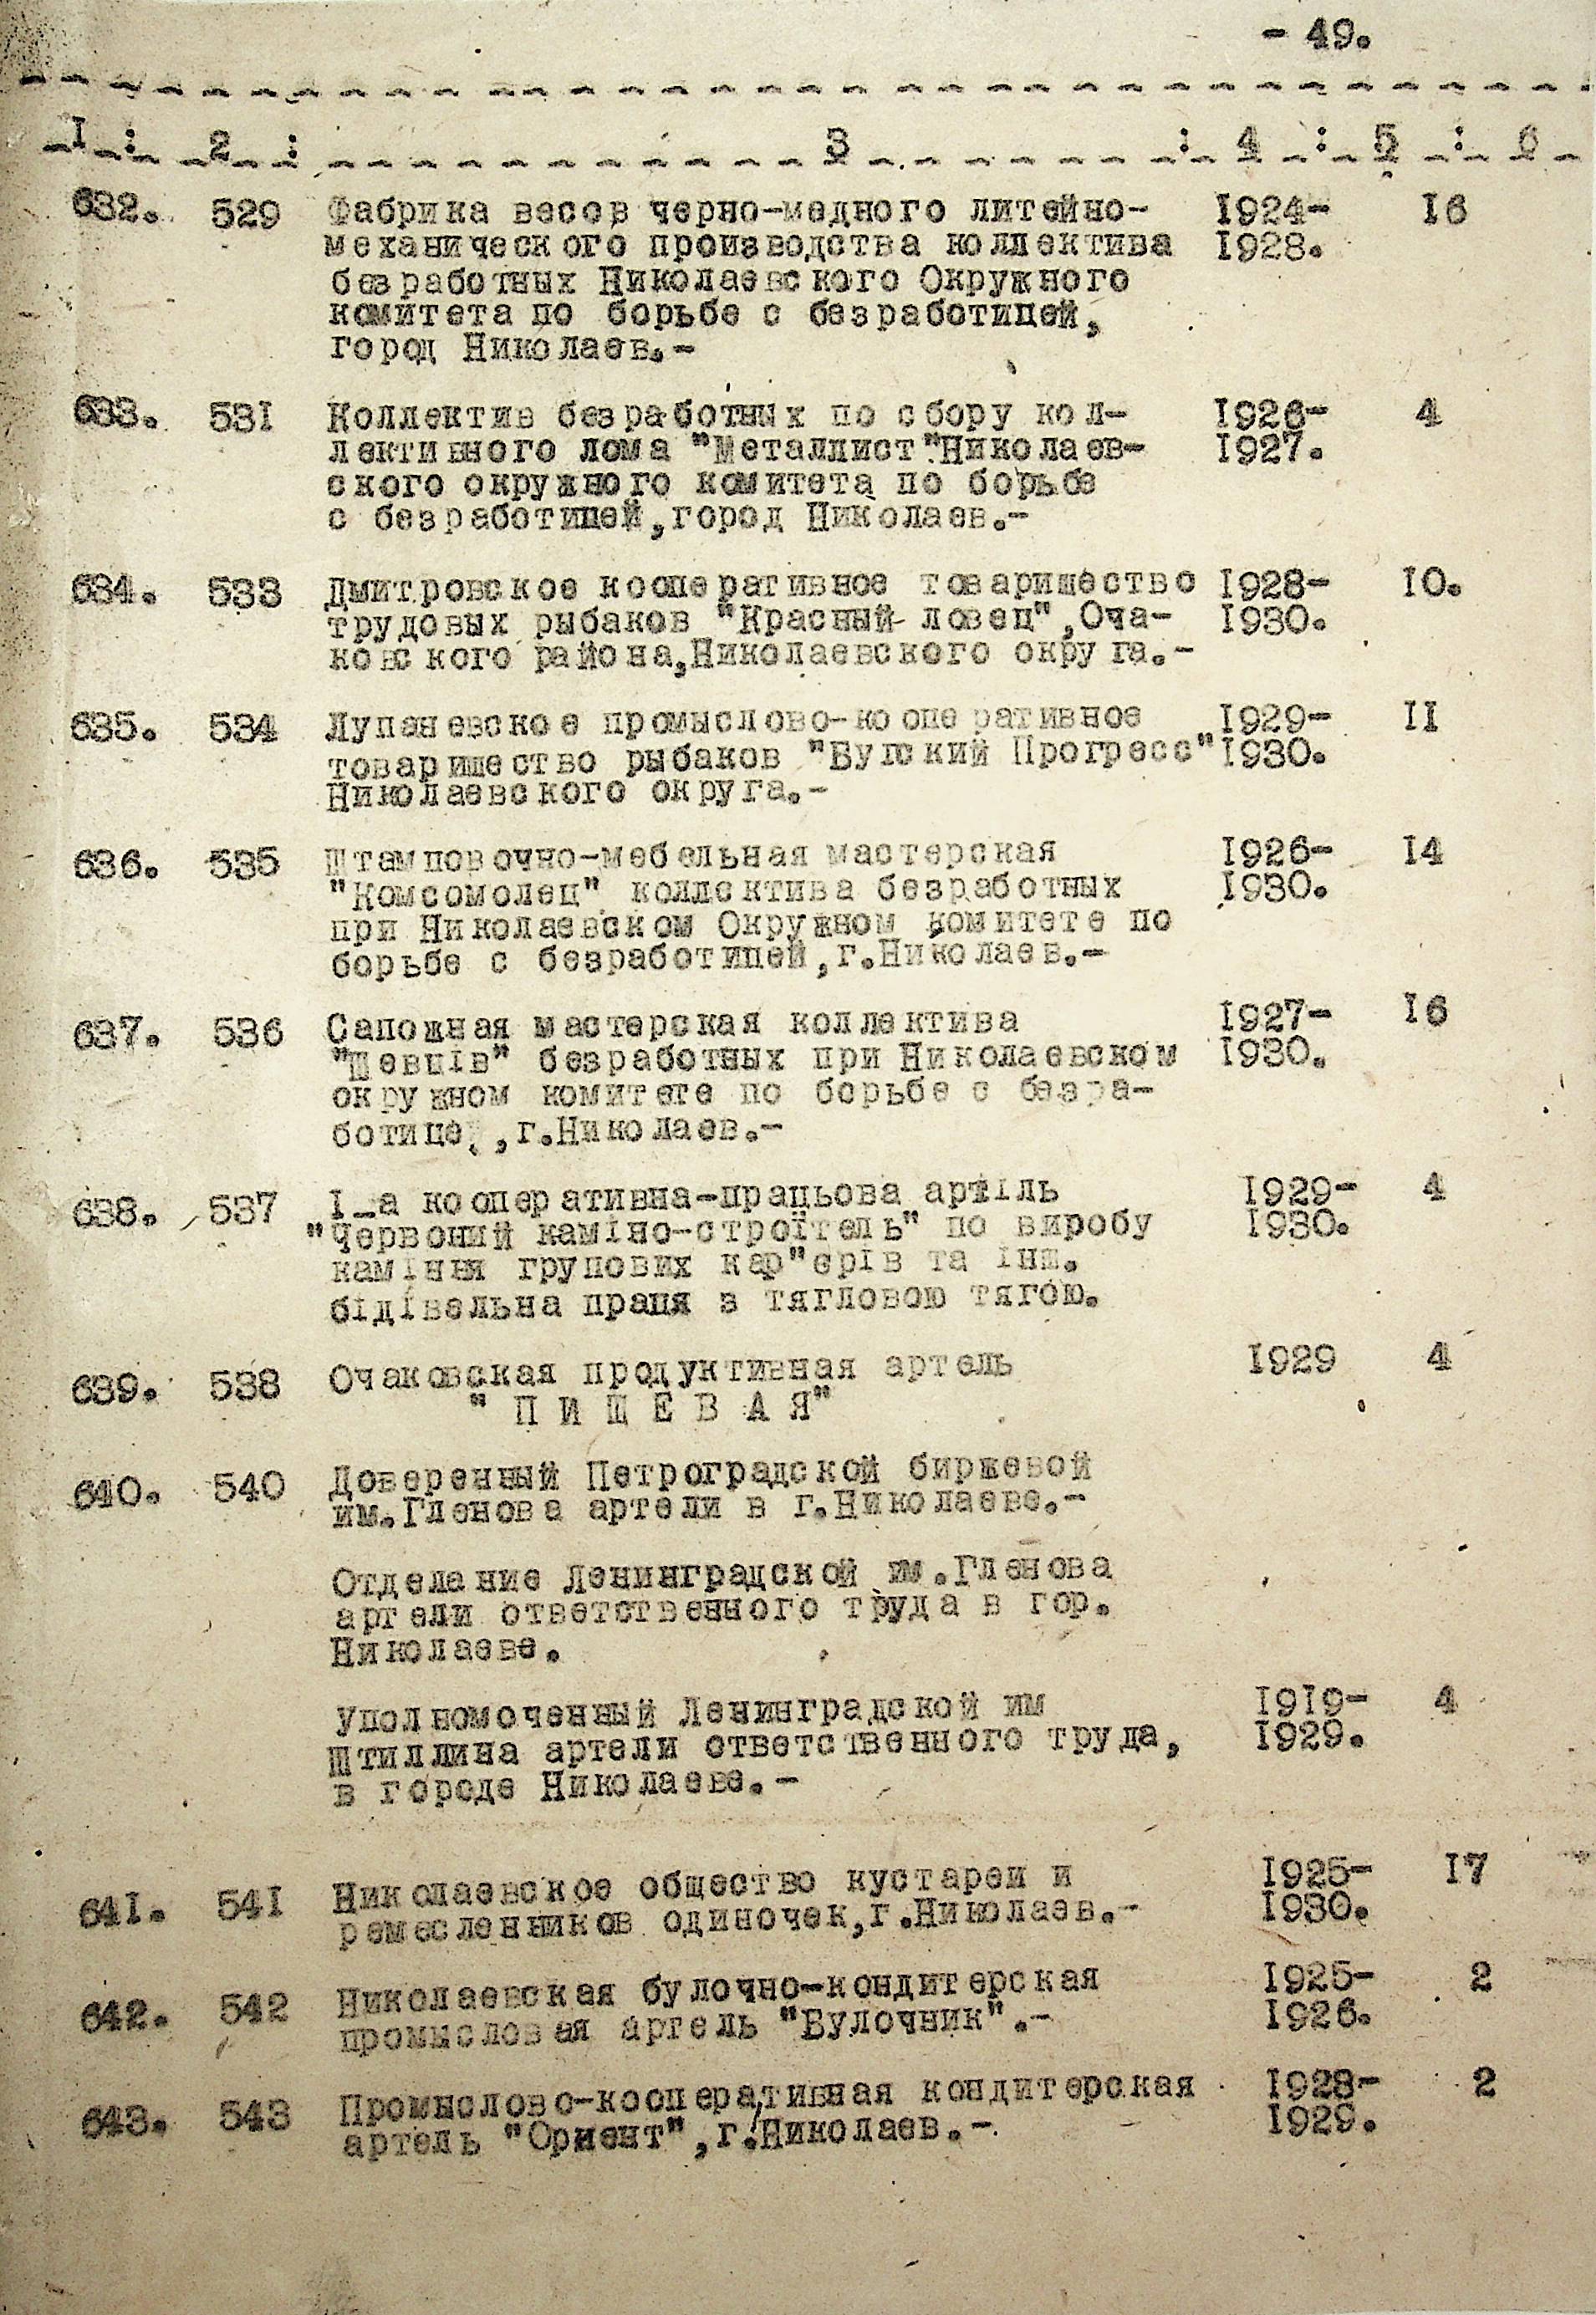 - 49.
I : 2 : 3 : 4 : 5 : 6
632. 529 Фабрика весов черно-медного литейно- 1924- 16
механического производства коллектива 1928.
безработных Николаевского Окружного
комитета по борьбе с безработицей,
город Николаев.-
633. 531 Коллектив безработных по сбору кол- 1926- 4
лективного лома "Металлист"Николаев- 1927.
ского окружного комитета по борьбе
с безработицей,город Николаев.-
634. 533 Дмитровское кооперативное товарищество 1928- 10.
трудовых рыбаков "Красный ловец",Оча- 1930.
ковского района,Николаевского округа.-
635. 534 Лупаневское промыслово-кооперативное 1929- II
товарищество рыбаков "Бугский Прогресс" 1930.
Николаевского округа.-
636. 535 Штамповочно-мебельная мастерская 1926- 14
"Комсомолец" коллектива безработных 1930.
при Николаевском Окружном комитете по
борьбе с безработицей,г.Николаев.-
637. 536 Сапожная мастерская коллектива 1927- 16
"Шевців" безработных при Николаевском 1930.
окружном комитете по борьбе с безра-
ботице ,г.Николаев.-
638. 537 I-а кооперативна-працьова артіль 1929- 4
"Червоний каміно-строїтель" по виробу 1930.
каміння групових кар"єрів та інш.
бідівельна праця з тягловою тягою.
639. 538 Очаковская продуктивная артель 1929 4
" П И Щ Е В А Я"
640. 540 Доверенный Петроградской биржевой
им.Гленова артели в г.Николаеве.-
Отделание Ленинградской им.Гленова
артели ответственного труда в гор.
Николаеве.
Уполномоченный Ленинградской им 1919- 4
Штиллина артели ответственного труда, 1929.
в городе Николаеве.-
641. 541 Николаевское общество кустареи и 1925- 17
ремесленников одиночек,г.Николаев.- 1930.
642. 542 Николаевская булочно-кондитерская 1925- 2
промысловая артель "Булочник".- 1926.
643. 543 Промыслово-кооперативная кондитерская 1928- 2
артель "Ориент",г.Николаев.- 1929.